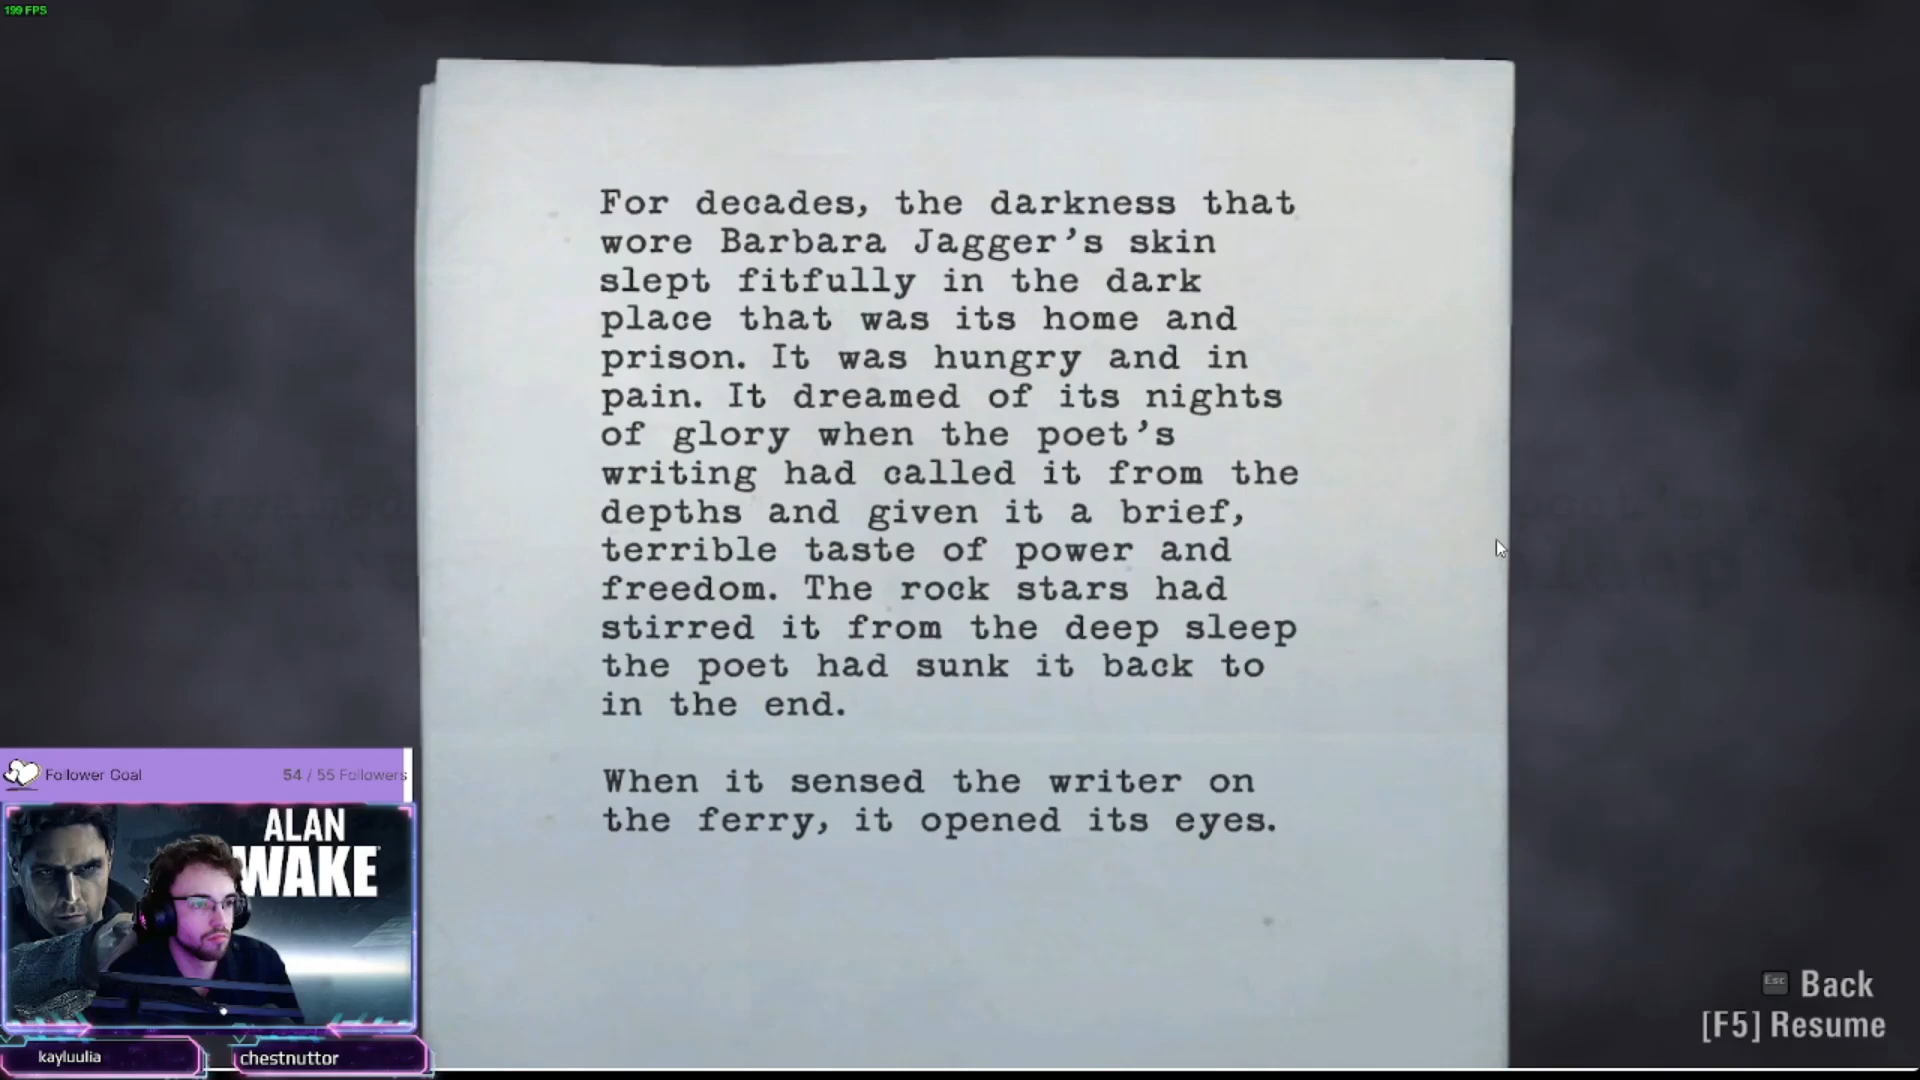 199 FPS
For decades, the darkness that
wore Barbara Jagger's skin
slept fitfully in the dark
place that was its home and
prison. It was hungry and in
pain. It dreamed of its nights
of glory when the poet's
writing had called it from the
depths and given it a brief,
terrible taste of power and
freedom. The rock stars had
stirred it from the deep sleep
the poet had sunk it back to
in the end.
When it sensed the writer on
the ferry, it opened its eyes.
Follower Goal 54 / 55 Followers
ALAN
WAKE
kayluulia chestnuttor
Esc Back
[F5] Resume